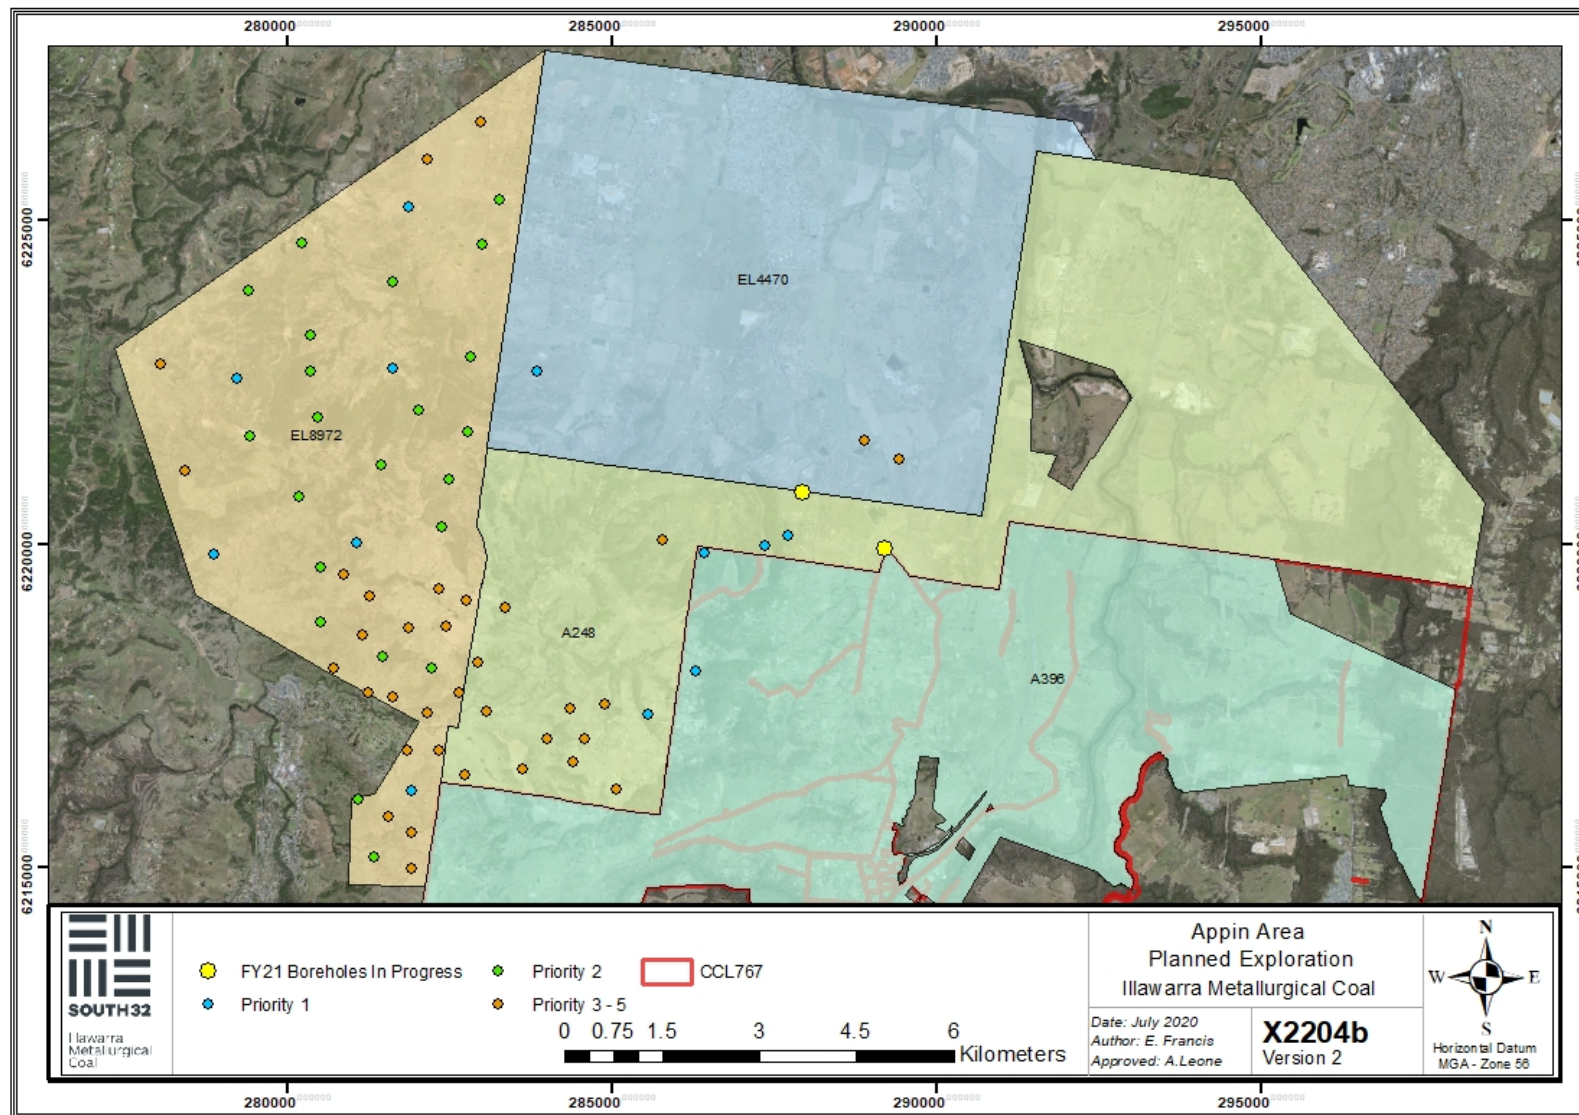 280000 285000 290000 295000
6225000
6220000
6215000
EL4470
EL8972
A248
A396
SOUTH32
Illawarra
Metallurgical
Coal
FY21 Boreholes In Progress
Priority 1
Priority 2
Priority 3 - 5
CCL767
0 0.75 1.5 3 4.5 6
Kilometers
Appin Area
Planned Exploration
Illawarra Metallurgical Coal
Date: July 2020
Author: E. Francis
Approved: A.Leone
X2204b
Version 2
N
W E
S
Horizontal Datum
MGA - Zone 56
280000 285000 290000 295000